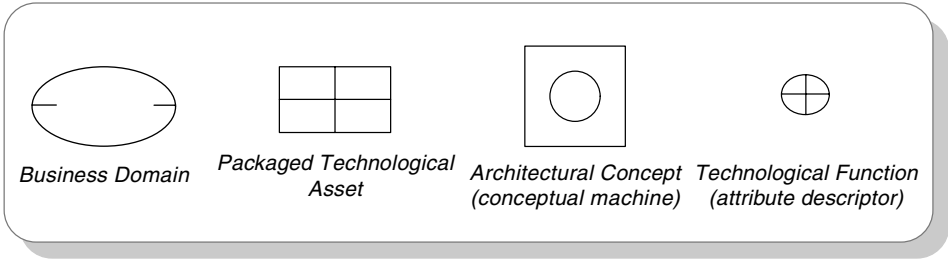 Business Domain
Packaged Technological
Asset
Architectural Concept
(conceptual machine)
Technological Function
(attribute descriptor)